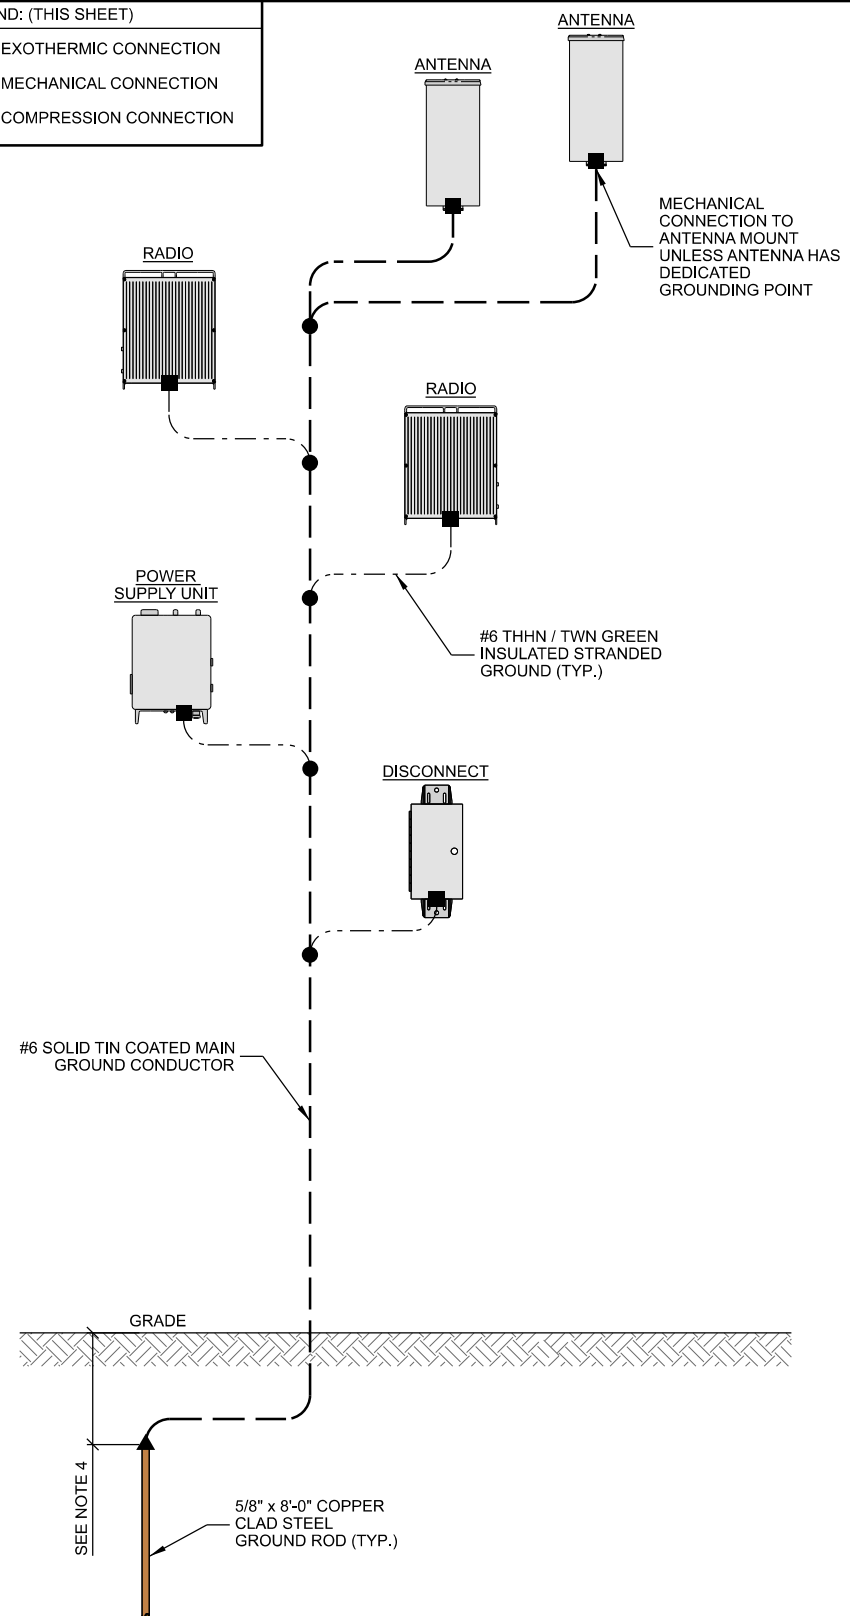 ND: (THIS SHEET)
EXOTHERMIC CONNECTION
MECHANICAL CONNECTION
COMPRESSION CONNECTION
ANTENNA
ANTENNA
MECHANICAL
CONNECTION TO
ANTENNA MOUNT
UNLESS ANTENNA HAS
DEDICATED
GROUNDING POINT
RADIO
RADIO
#6 THHN / TWN GREEN
INSULATED STRANDED
GROUND (TYP.)
POWER
SUPPLY UNIT
DISCONNECT
#6 SOLID TIN COATED MAIN
GROUND CONDUCTOR
GRADE
SEE NOTE 4
5/8" x 8'-0" COPPER
CLAD STEEL
GROUND ROD (TYP.)